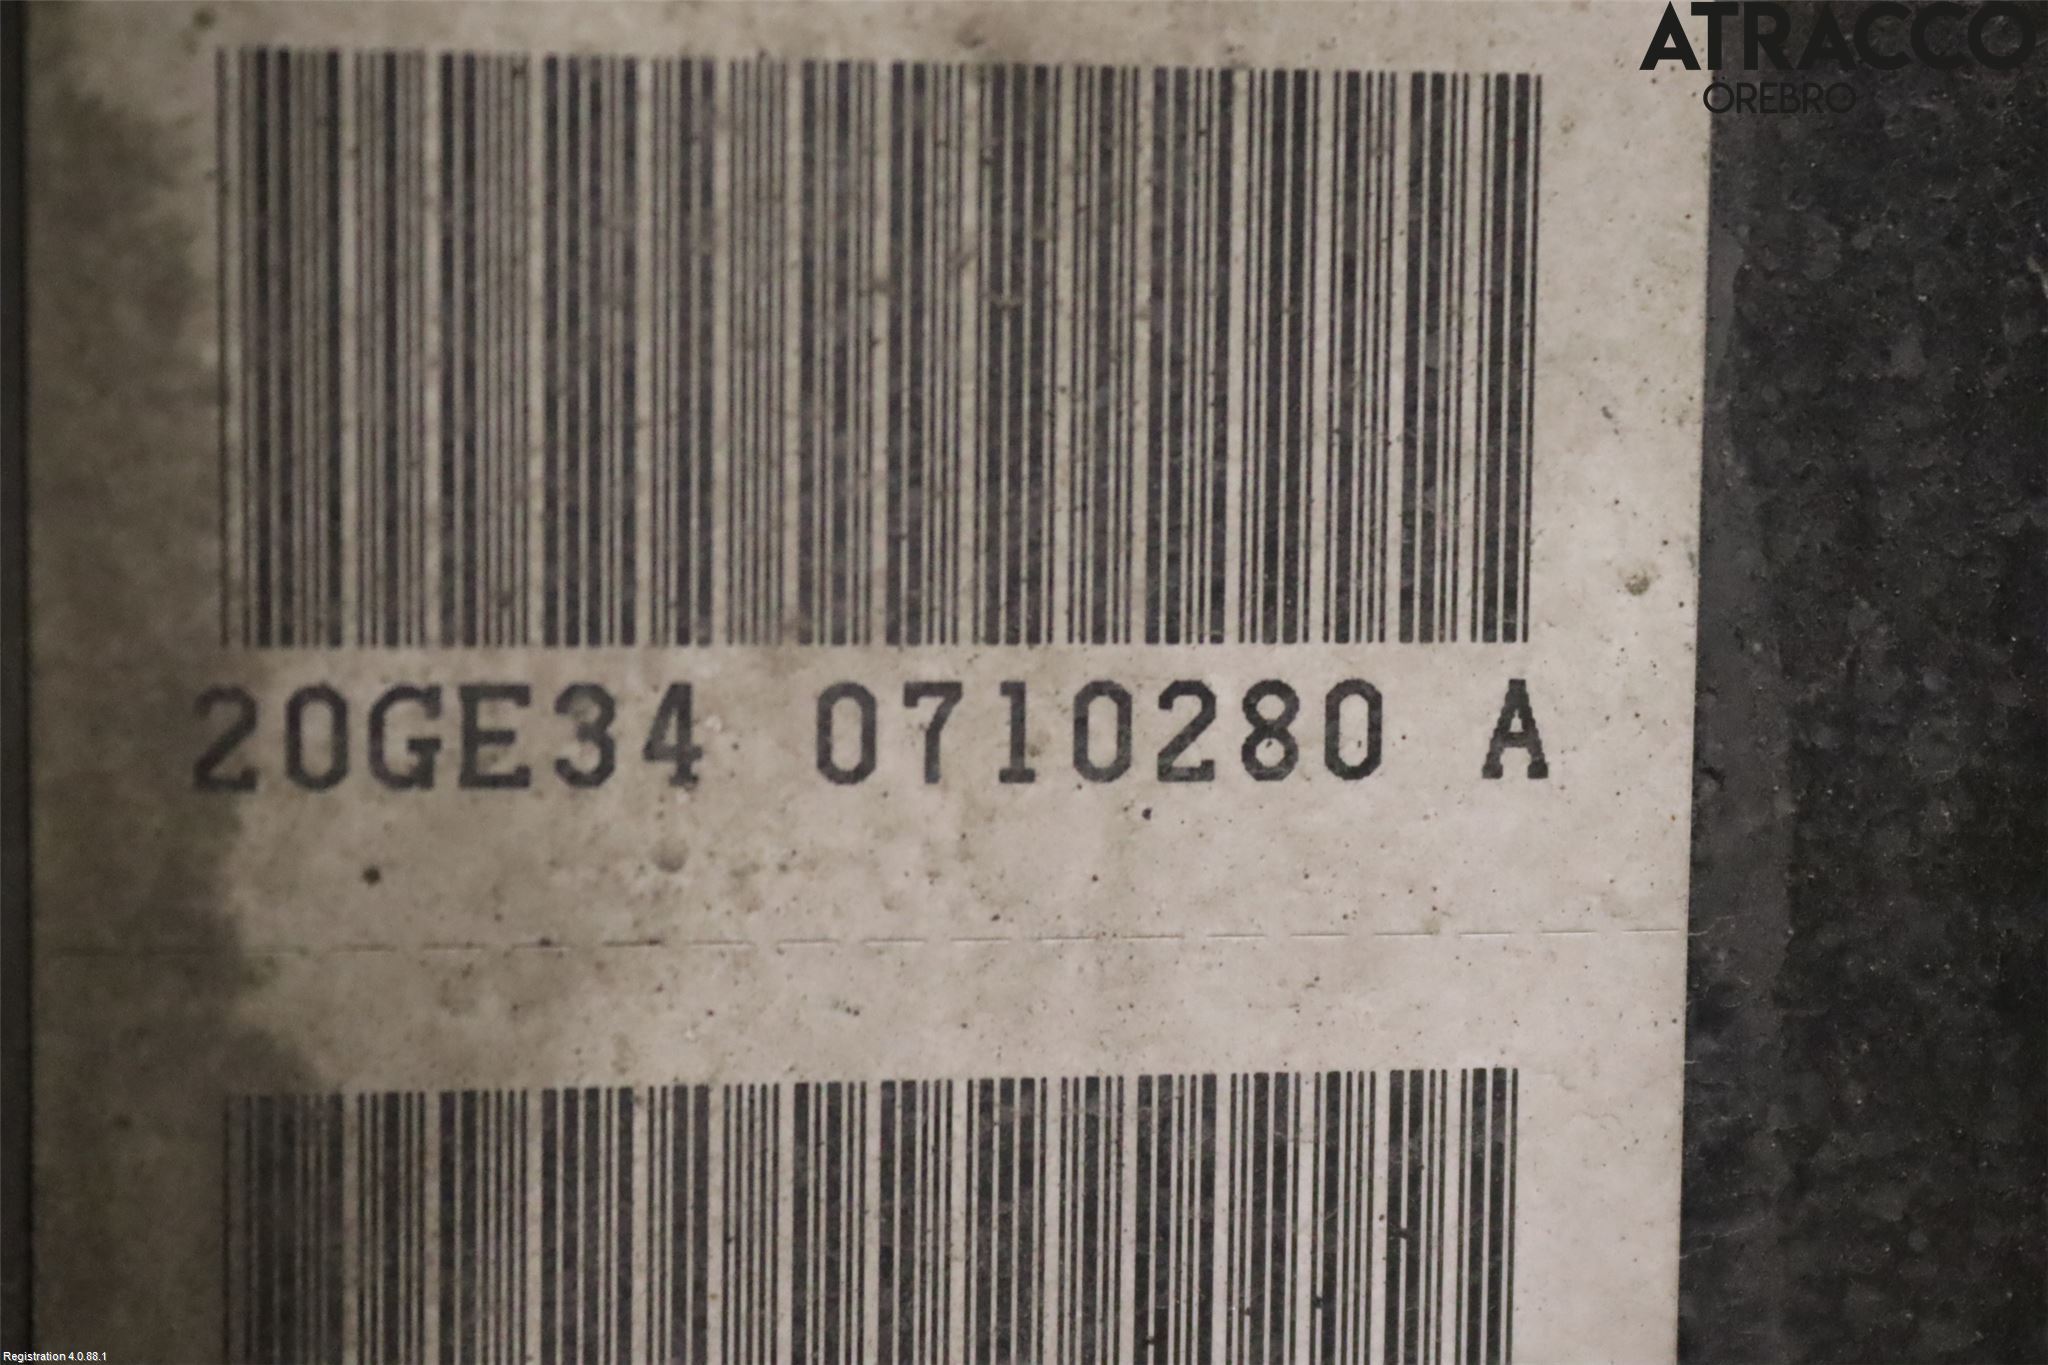 ATRACCO
ÖREBRO
20GE34 0710280 A
Registration 4.0.88.1